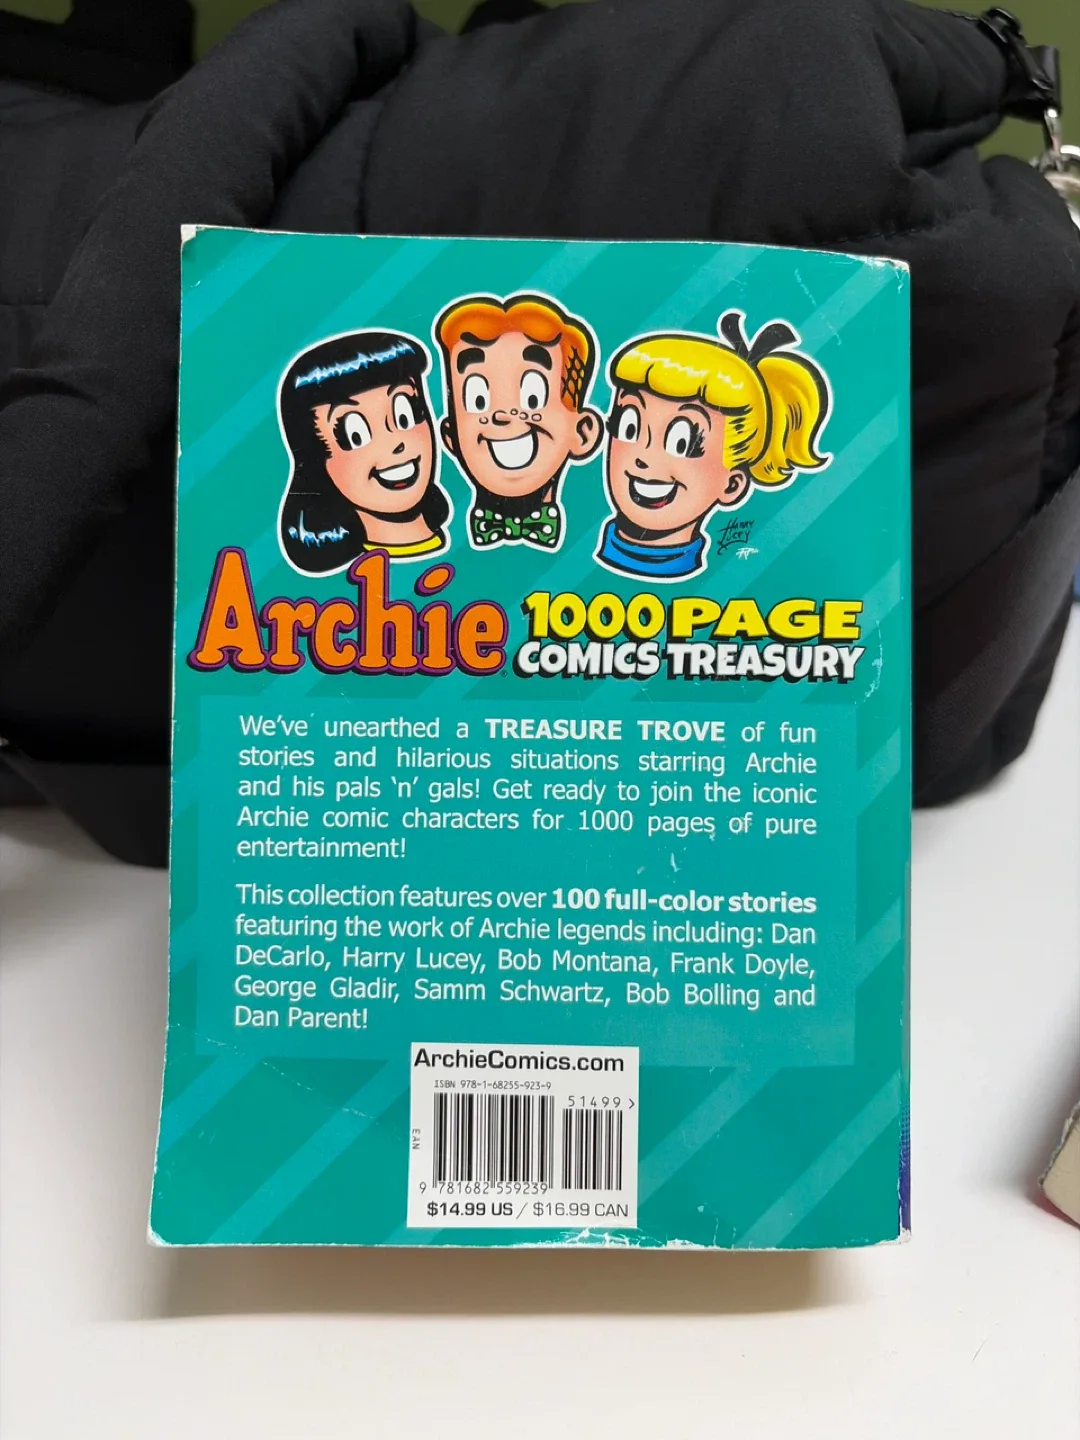 HARRY
LUCEY
Archie 1000 PAGE
COMICS TREASURY
We've unearthed a TREASURE TROVE of fun
stories and hilarious situations starring Archie
and his pals 'n' gals! Get ready to join the iconic
Archie comic characters for 1000 pages of pure
entertainment!
This collection features over 100 full-color stories
featuring the work of Archie legends including: Dan
DeCarlo, Harry Lucey, Bob Montana, Frank Doyle,
George Gladir, Samm Schwartz, Bob Bolling and
Dan Parent!
ArchieComics.com
ISBN 978-1-68255-923-9
51499 >
EAN
9 781682 559239
$14.99 US / $16.99 CAN